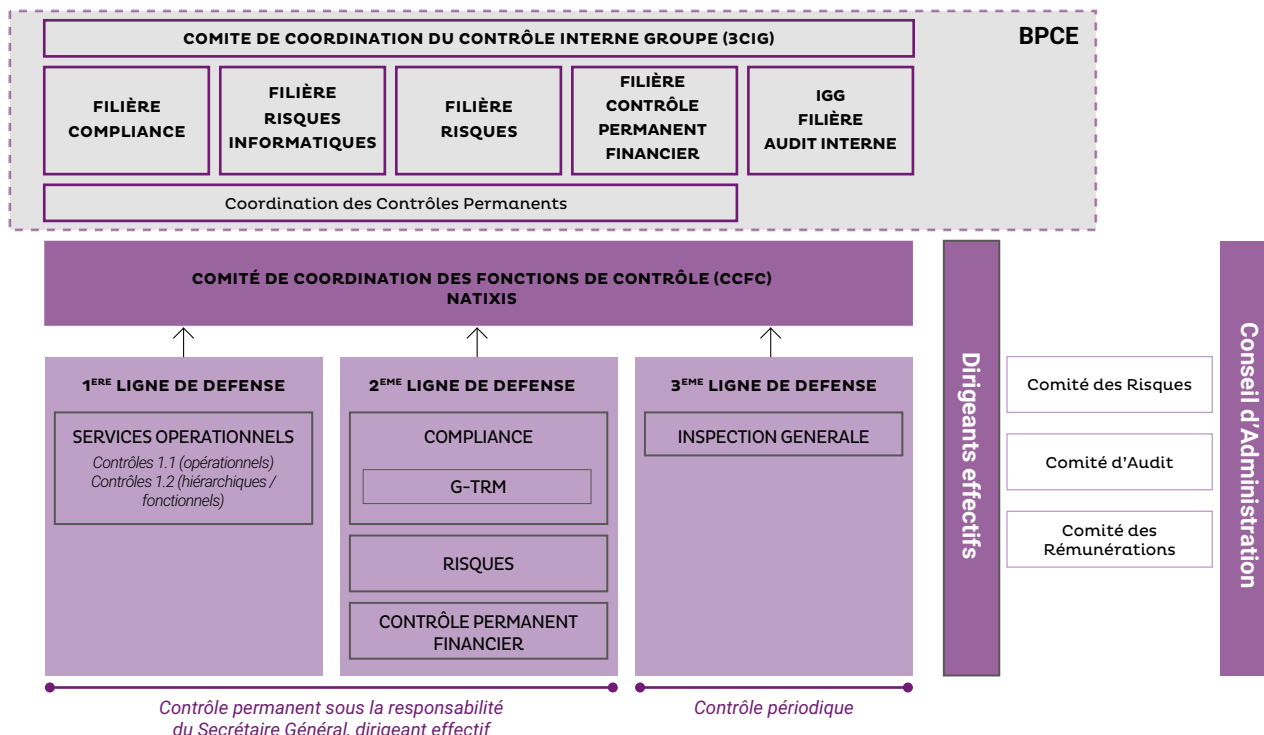 COMITE DE COORDINATION DU CONTRÔLE INTERNE GROUPE (3CIG)
BPCE
FILIÈRE
COMPLIANCE
FILIÈRE
RISQUES
INFORMATIQUES
FILIÈRE
RISQUES
FILIÈRE
CONTRÔLE
PERMANENT
FINANCIER
IGG
FILIÈRE
AUDIT INTERNE
Coordination des Contrôles Permanents
COMITÉ DE COORDINATION DES FONCTIONS DE CONTRÔLE (CCFC)
NATIXIS
1ERE LIGNE DE DEFENSE
SERVICES OPERATIONNELS
Contrôles 1.1 (opérationnels)
Contrôles 1.2 (hiérarchiques /
fonctionnels)
2EME LIGNE DE DEFENSE
COMPLIANCE
G-TRM
RISQUES
CONTRÔLE PERMANENT
FINANCIER
3EME LIGNE DE DEFENSE
INSPECTION GENERALE
Dirigeants effectifs
Comité des Risques
Comité d'Audit
Comité des
Rémunérations
Conseil d'Administration
Contrôle permanent sous la responsabilité
du Secrétaire Général, dirigeant effectif
Contrôle périodique